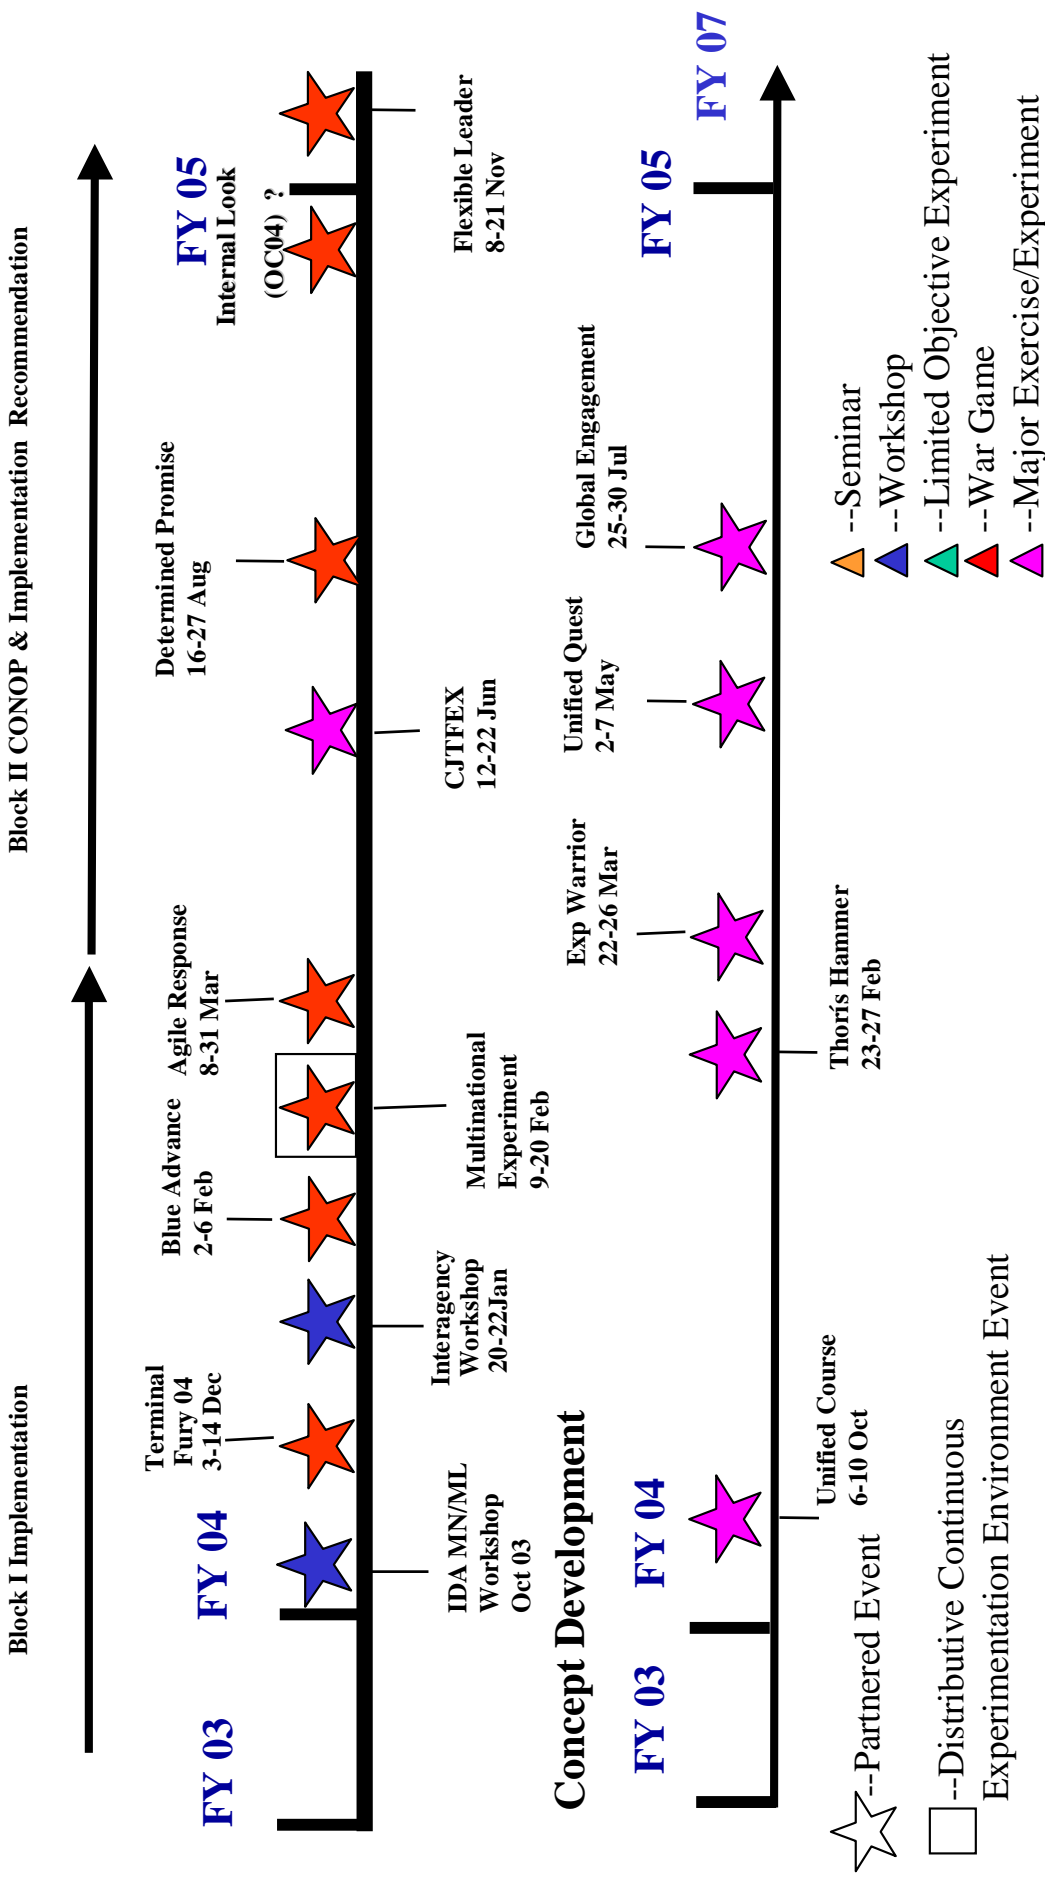 Block I Implementation
Block II CONOP & Implementation Recommendation
FY 03
FY 04
FY 05
Terminal
Fury 04
3-14 Dec
Blue Advance
2-6 Feb
Agile Response
8-31 Mar
Determined Promise
16-27 Aug
Internal Look
(OC04) ?
IDA MN/ML
Workshop
Oct 03
Interagency
Workshop
20-22Jan
Multinational
Experiment
9-20 Feb
CJTFEX
12-22 Jun
Flexible Leader
8-21 Nov
Concept Development
FY 03
FY 04
FY 05
FY 07
Exp Warrior
22-26 Mar
Unified Quest
2-7 May
Global Engagement
25-30 Jul
Unified Course
6-10 Oct
Thorís Hammer
23-27 Feb
--Partnered Event
--Distributive Continuous
Experimentation Environment Event
--Seminar
--Workshop
--Limited Objective Experiment
--War Game
--Major Exercise/Experiment